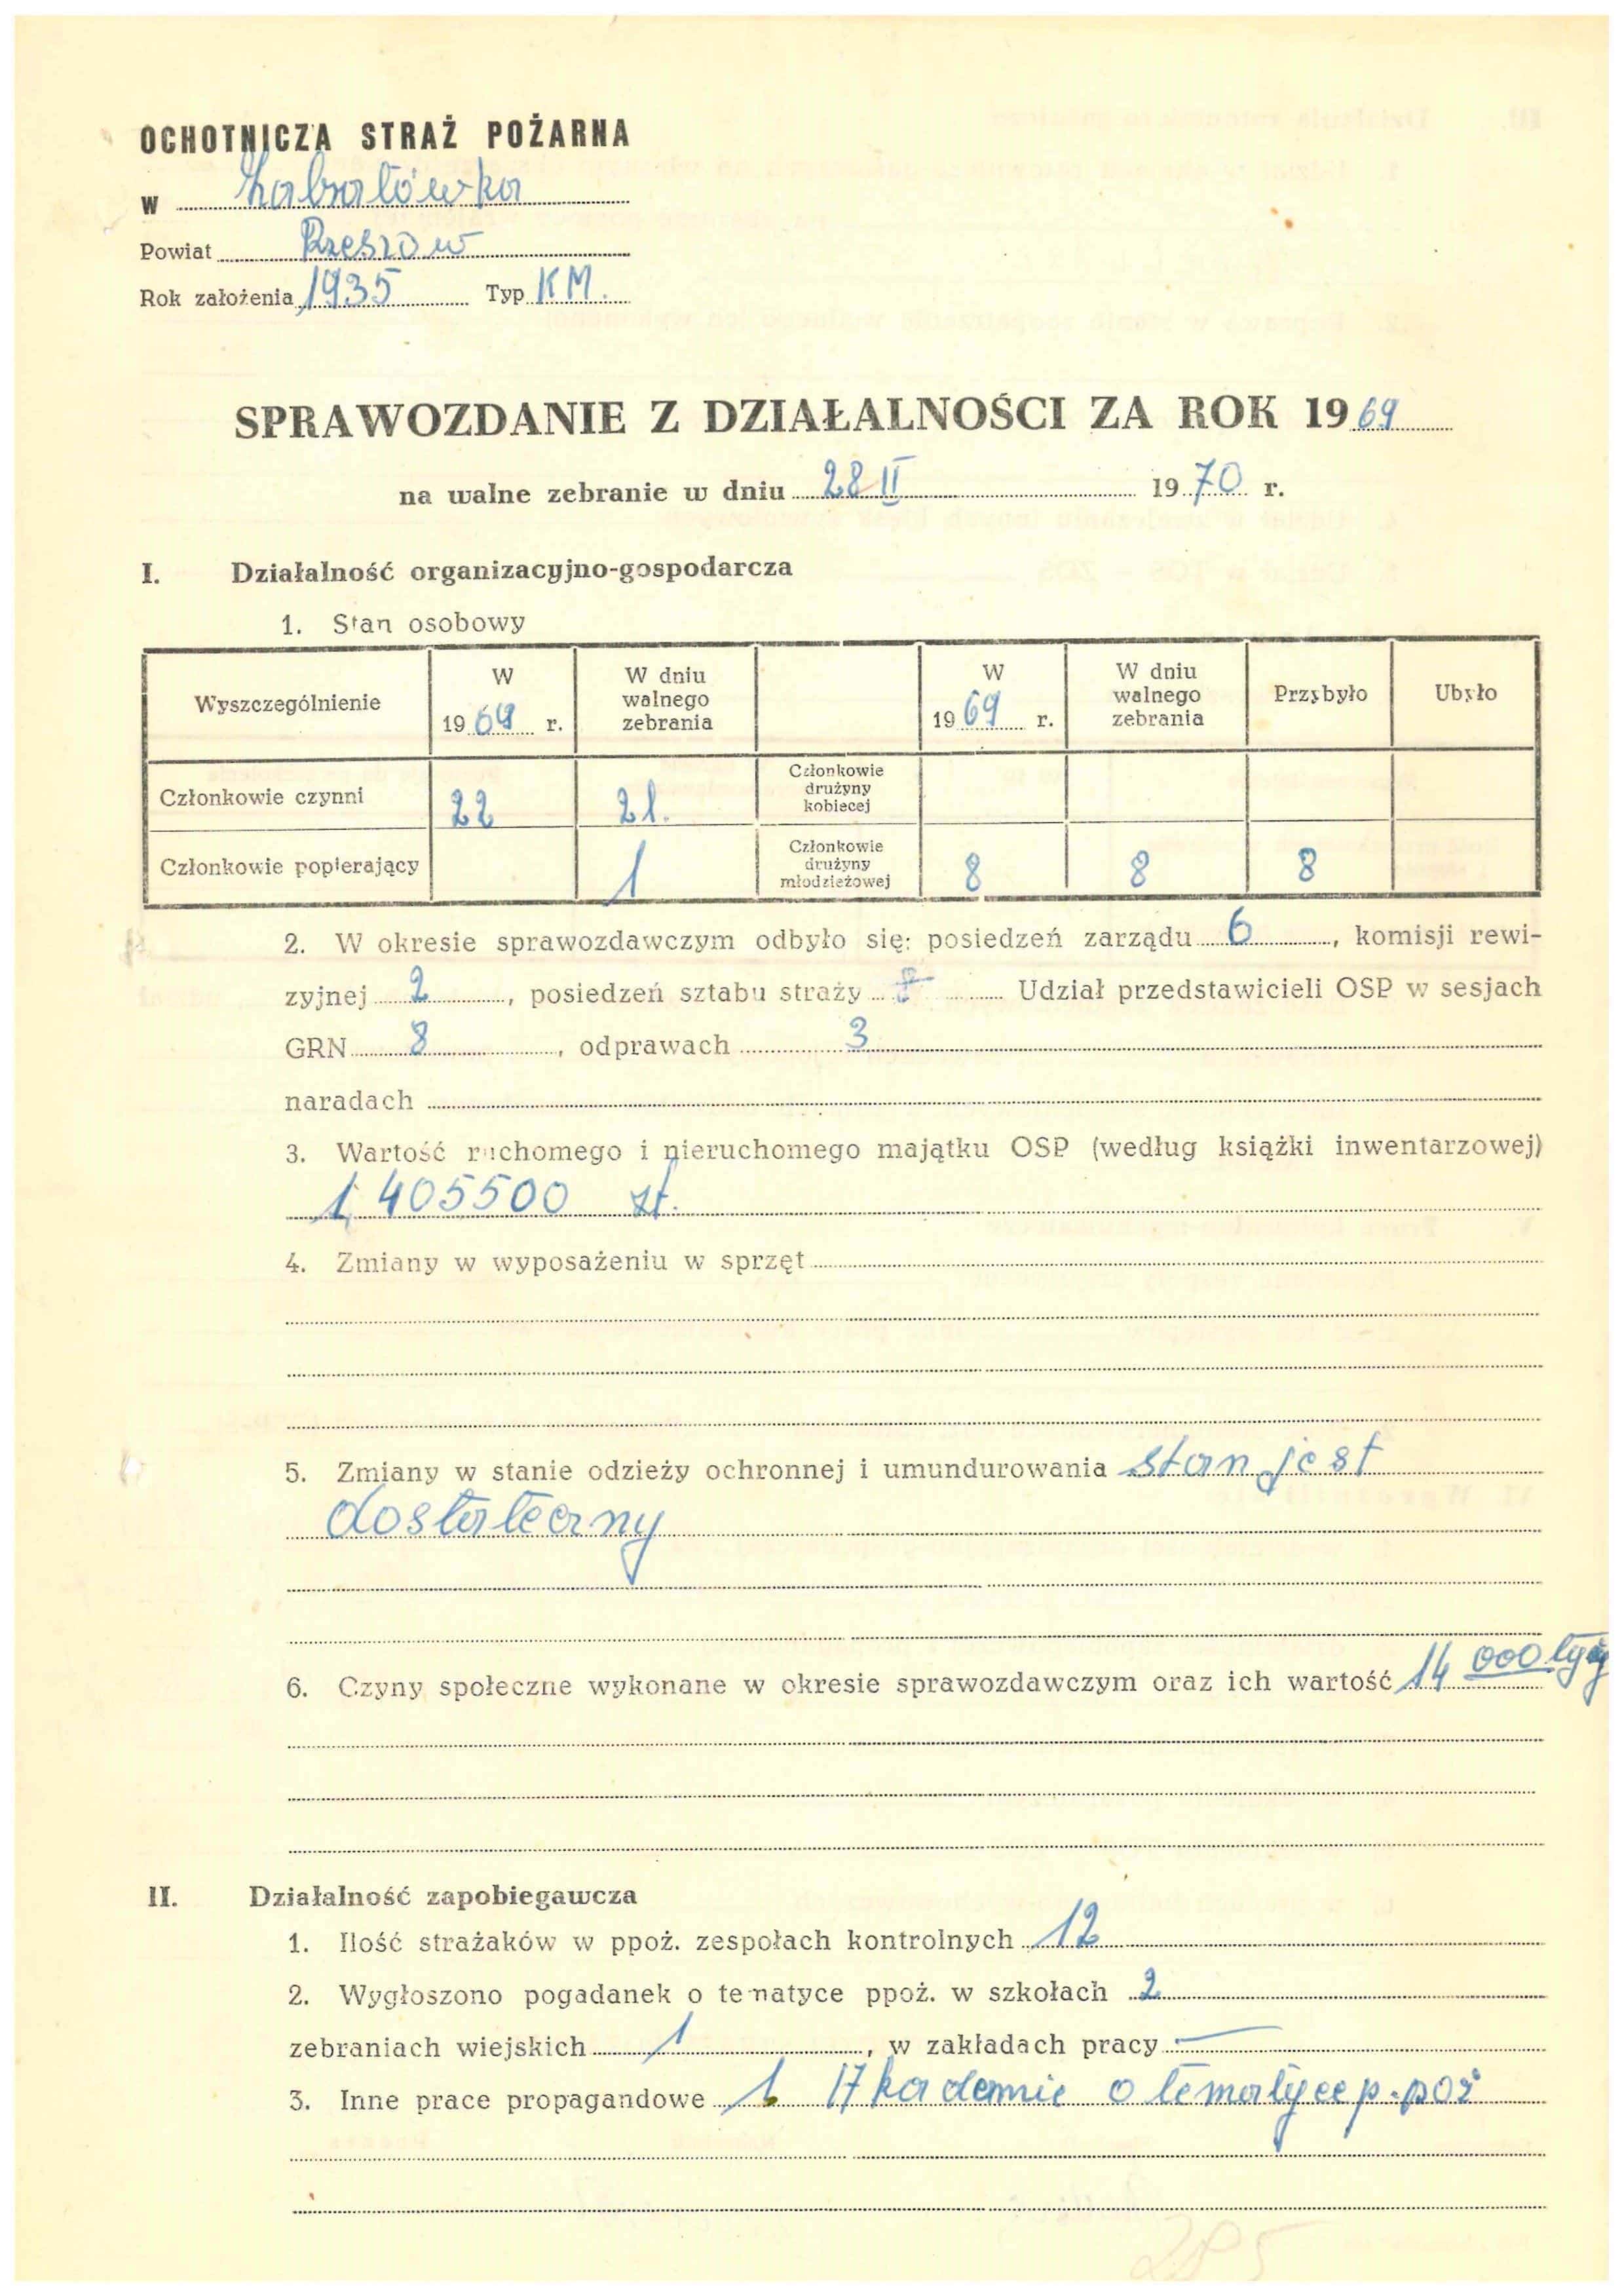 OCHOTNICZA STRAŻ POŻARNA
w Zabratówka
Powiat Rzeszow
Rok założenia 1935 Typ KM.
SPRAWOZDANIE Z DZIAŁALNOŚCI ZA ROK 1969
na walne zebranie w dniu 28 II 1970 r.
I. Działalność organizacyjno-gospodarcza
1. Stan osobowy
Wyszczególnienie W 1969 r. W dniu walnego zebrania W 1969 r. W dniu walnego zebrania Przybyło Ubyło
Członkowie czynni 22 21. Członkowie drużyny kobiecej
Członkowie popierający 1 Członkowie drużyny młodzieżowej 8 8 8
2. W okresie sprawozdawczym odbyło się: posiedzeń zarządu 6, komisji rewi-
zyjnej 2, posiedzeń sztabu straży Udział przedstawicieli OSP w sesjach
GRN 8, odprawach 3
naradach
3. Wartość ruchomego i nieruchomego majątku OSP (według książki inwentarzowej)
1,405500 zł.
4. Zmiany w wyposażeniu w sprzęt
5. Zmiany w stanie odzieży ochronnej i umundurowania stan jest
dostateczny
6. Czyny społeczne wykonane w okresie sprawozdawczym oraz ich wartość 14 000
II. Działalność zapobiegawcza
1. Ilość strażaków w ppoż. zespołach kontrolnych 12
2. Wygłoszono pogadanek o tematyce ppoż. w szkołach 2
zebraniach wiejskich 1, w zakładach pracy —
3. Inne prace propagandowe 1 Akademie o tematyce p.poż